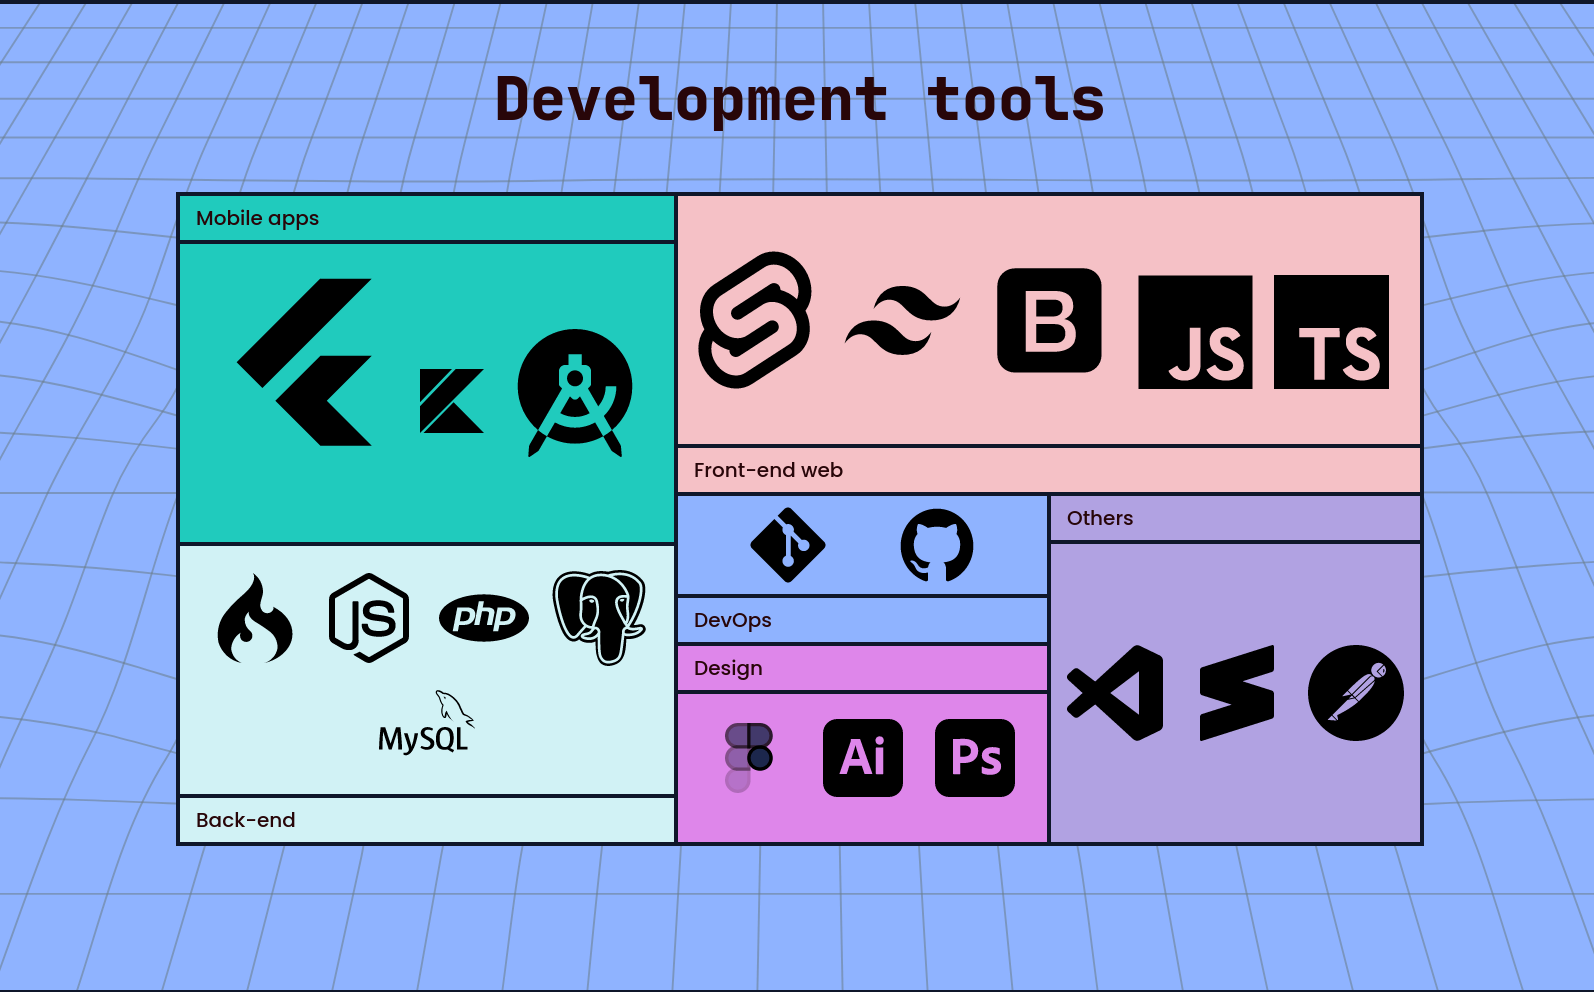 Development tools
Mobile apps
B
JS
TS
Front-end web
JS
php
MySQL
Back-end
DevOps
Design
Ai
Ps
Others